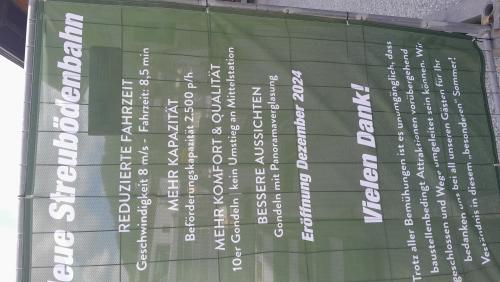 eue Streubödenbahn
REDUZIERTE FAHRZEIT
Geschwindigkeit: 8 m/s - Fahrzeit: 8,5 min
MEHR KAPAZITÄT
Beförderungskapazität 2.500 p/h
MEHR KOMFORT & QUALITÄT
10er Gondeln, kein Umstieg an Mittelstation
BESSERE AUSSICHTEN
Gondeln mit Panoramaverglasung
Eröffnung Dezember 2024
Vielen Dank!
Trotz aller Bemühungen ist es unumgänglich, dass
baustellenbedingt Attraktionen vorübergehend
geschlossen und Wege umgeleitet sein können. Wir
bedanken uns bei all unseren Gästen für Ihr
Verständnis in diesem „besonderen" Sommer!